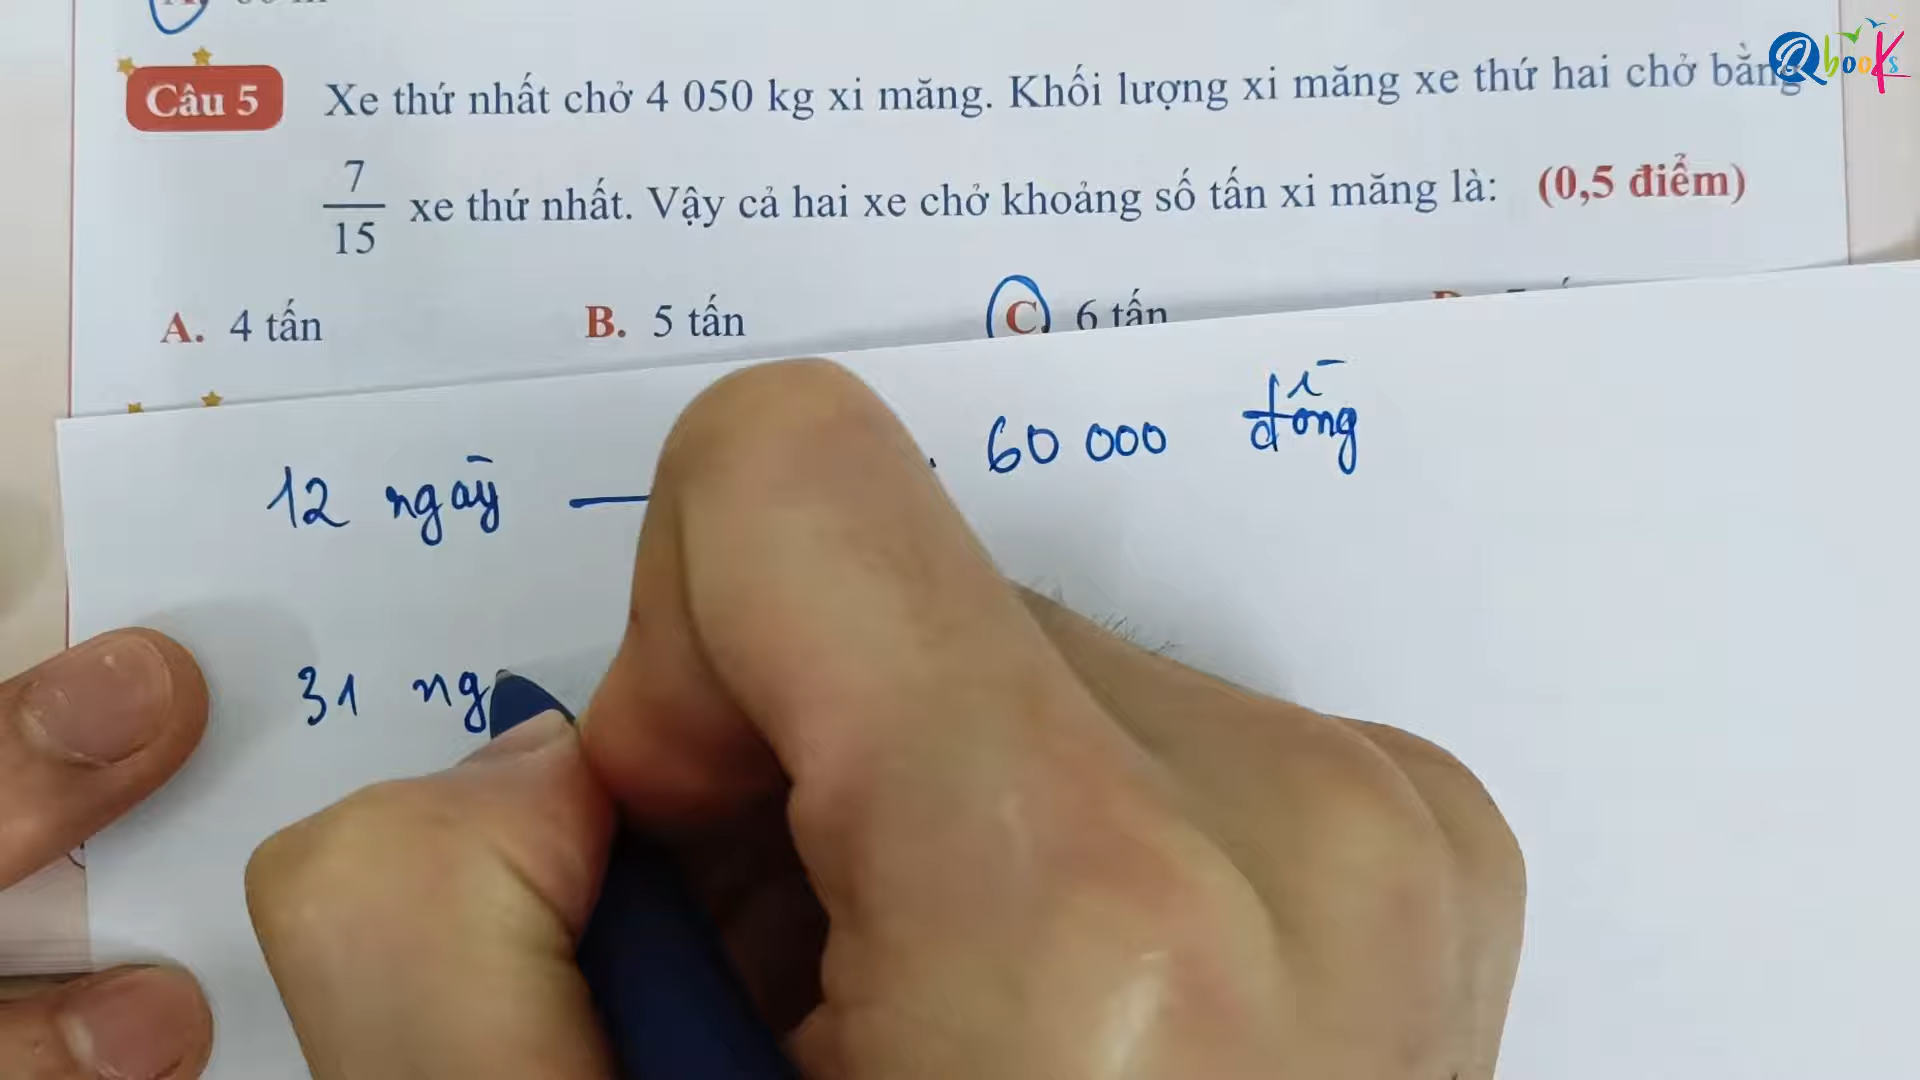 Qbooks
Câu 5 Xe thứ nhất chở 4 050 kg xi măng. Khối lượng xi măng xe thứ hai chở bằng
7/15 xe thứ nhất. Vậy cả hai xe chở khoảng số tấn xi măng là: (0,5 điểm)
A. 4 tấn B. 5 tấn C. 6 tấn
12 ngày — 60 000 đồng
31 ng